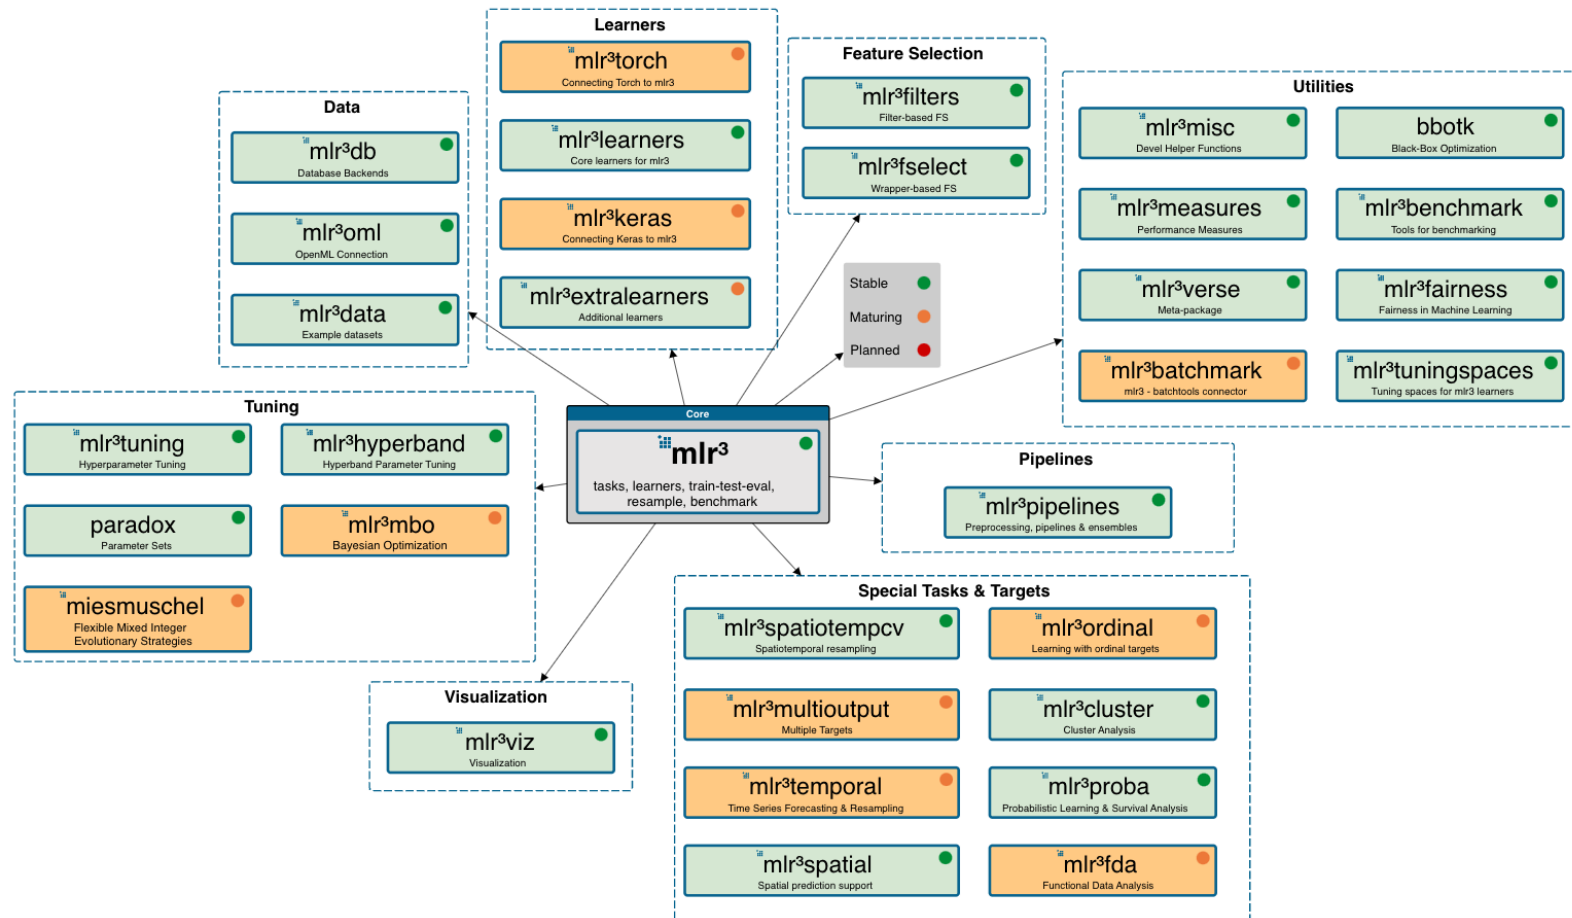 Learners
mlr³torch
Connecting Torch to mlr3
mlr³learners
Core learners for mlr3
mlr³keras
Connecting Keras to mlr3
mlr³extralearners
Additional learners
Feature Selection
mlr³filters
Filter-based FS
mlr³fselect
Wrapper-based FS
Utilities
mlr³misc
Devel Helper Functions
bbotk
Black-Box Optimization
mlr³measures
Performance Measures
mlr³benchmark
Tools for benchmarking
mlr³verse
Meta-package
mlr³fairness
Fairness in Machine Learning
mlr³batchmark
mlr3 - batchtools connector
mlr³tuningspaces
Tuning spaces for mlr3 learners
Data
mlr³db
Database Backends
mlr³oml
OpenML Connection
mlr³data
Example datasets
Stable
Maturing
Planned
Tuning
mlr³tuning
Hyperparameter Tuning
mlr³hyperband
Hyperband Parameter Tuning
paradox
Parameter Sets
mlr³mbo
Bayesian Optimization
miesmuschel
Flexible Mixed Integer
Evolutionary Strategies
Core
mlr³
tasks, learners, train-test-eval,
resample, benchmark
Pipelines
mlr³pipelines
Preprocessing, pipelines & ensembles
Visualization
mlr³viz
Visualization
Special Tasks & Targets
mlr³spatiotempcv
Spatiotemporal resampling
mlr³ordinal
Learning with ordinal targets
mlr³multioutput
Multiple Targets
mlr³cluster
Cluster Analysis
mlr³temporal
Time Series Forecasting & Resampling
mlr³proba
Probabilistic Learning & Survival Analysis
mlr³spatial
Spatial prediction support
mlr³fda
Functional Data Analysis